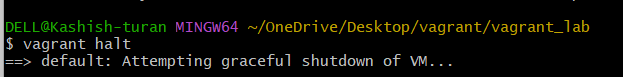 DELL@Kashish-turan MINGW64 ~/OneDrive/Desktop/vagrant/vagrant_lab
$ vagrant halt
==> default: Attempting graceful shutdown of VM...